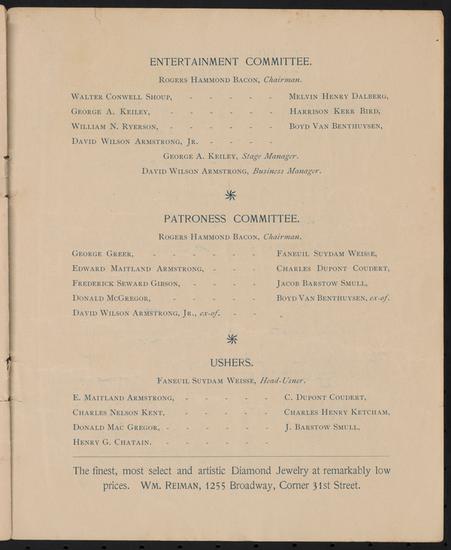 ENTERTAINMENT COMMITTEE.
ROGERS HAMMOND BACON, Chairman.
WALTER CONWELL SHOUP, - - - - - MELVIN HENRY DALBERG,
GEORGE A. KEILEY, - - - - - HARRISON KERR BIRD,
WILLIAM N. RYERSON, - - - - - BOYD VAN BENTHUYSEN,
DAVID WILSON ARMSTRONG, JR. - - - -
GEORGE A. KEILEY, Stage Manager.
DAVID WILSON ARMSTRONG, Business Manager.
PATRONESS COMMITTEE.
ROGERS HAMMOND BACON, Chairman.
GEORGE GREER, - - - - - - FANEUIL SUYDAM WEISSE,
EDWARD MAITLAND ARMSTRONG, - - - CHARLES DUPONT COUDERT,
FREDERICK SEWARD GIBSON, - - - - JACOB BARSTOW SMULL,
DONALD MCGREGOR, - - - - - BOYD VAN BENTHUYSEN, ex-of.
DAVID WILSON ARMSTRONG, JR., ex-of. - -
USHERS.
FANEUIL SUYDAM WEISSE, Head-Usher.
E. MAITLAND ARMSTRONG, - - - - - C. DUPONT COUDERT,
CHARLES NELSON KENT, - - - - - CHARLES HENRY KETCHAM,
DONALD MAC GREGOR, - - - - - - J. BARSTOW SMULL,
HENRY G. CHATAIN. - - - - - -
The finest, most select and artistic Diamond Jewelry at remarkably low
prices. WM. REIMAN, 1255 Broadway, Corner 31st Street.